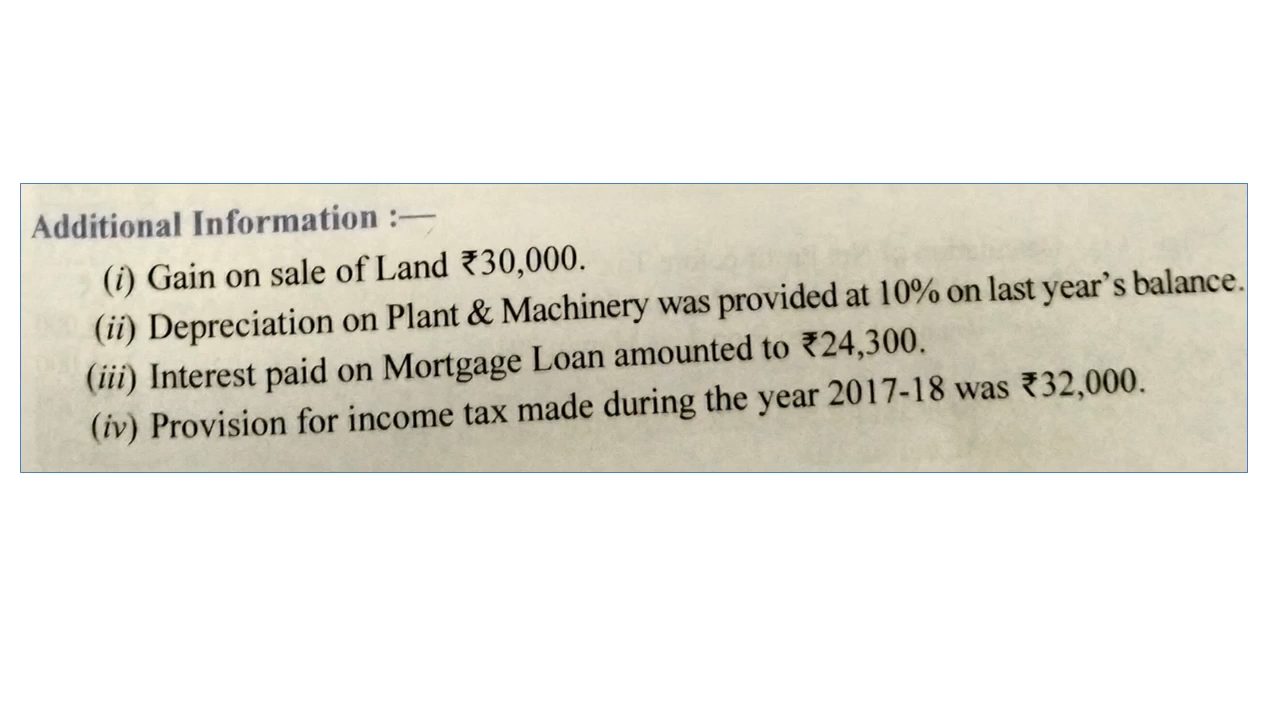 Additional Information :—
(i) Gain on sale of Land ₹30,000.
(ii) Depreciation on Plant & Machinery was provided at 10% on last year's balance.
(iii) Interest paid on Mortgage Loan amounted to ₹24,300.
(iv) Provision for income tax made during the year 2017-18 was ₹32,000.